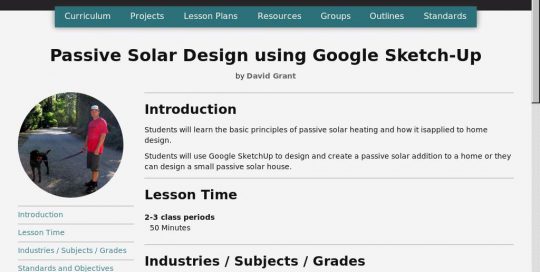 Curriculum Projects Lesson Plans Resources Groups Outlines Standards
Passive Solar Design using Google Sketch-Up
by David Grant
Introduction
Students will learn the basic principles of passive solar heating and how it isapplied to home
design.
Students will use Google SketchUp to design and create a passive solar addition to a home or they
can design a small passive solar house.
Lesson Time
2-3 class periods
50 Minutes
Introduction
Lesson Time
Industries / Subjects / Grades
Standards and Objectives
Industries / Subjects / Grades